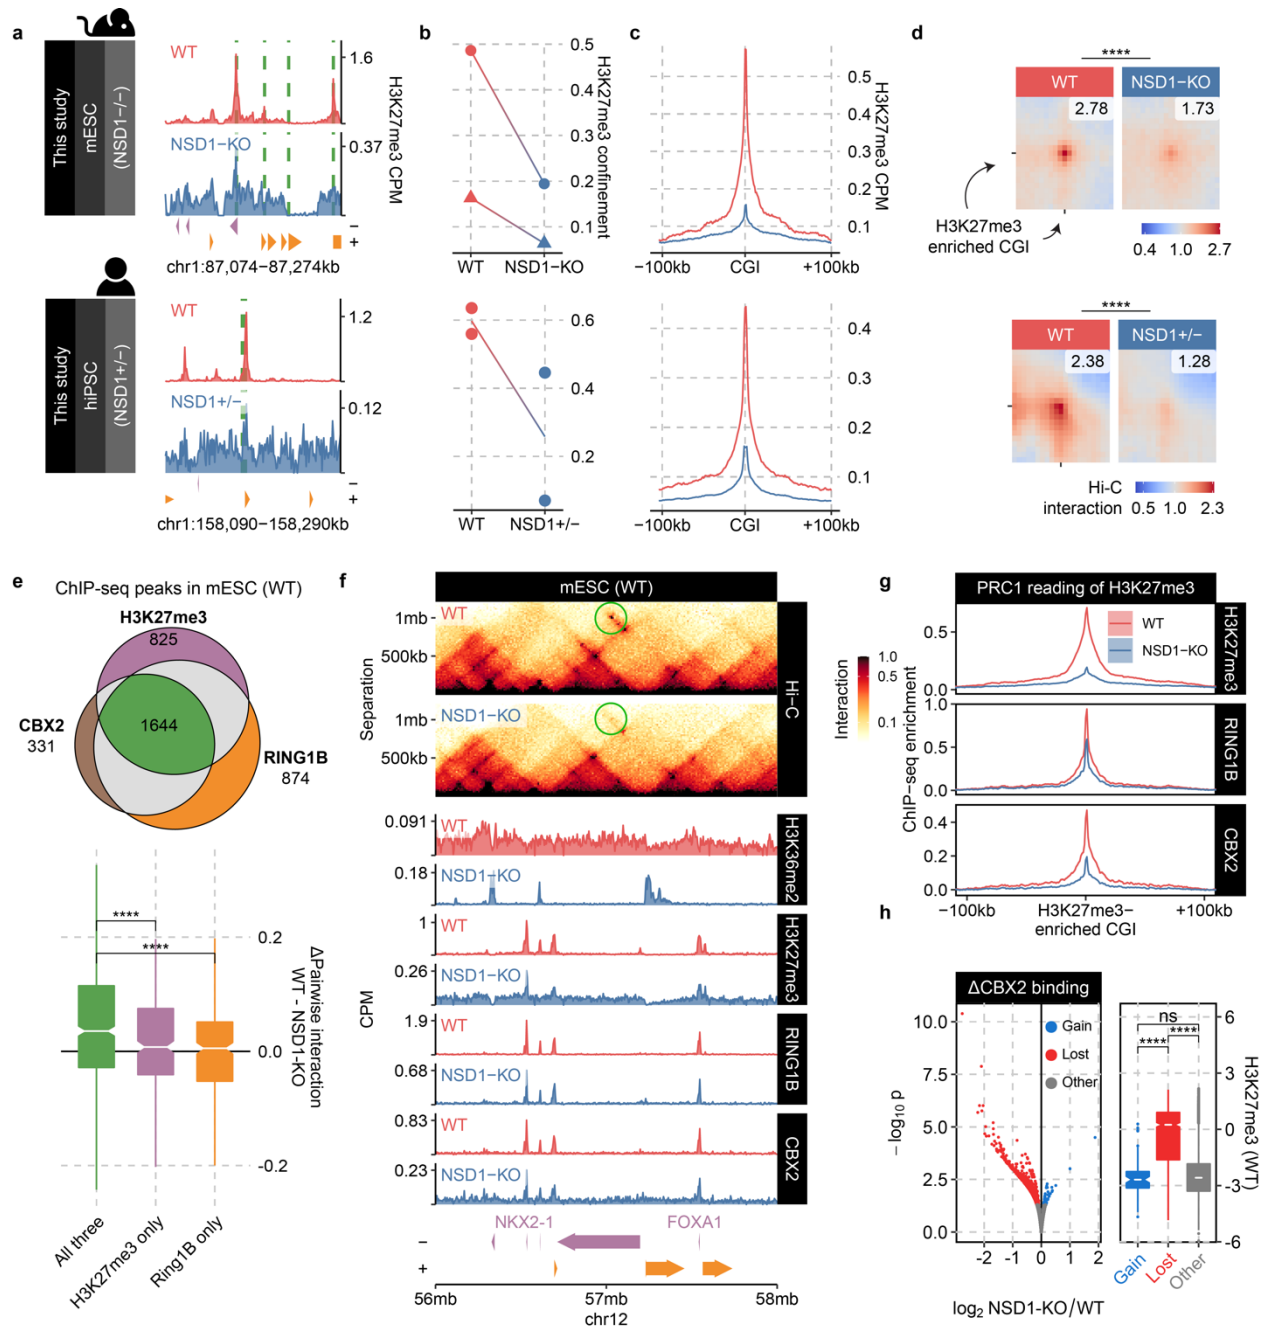 a
This study
mESC
(NSD1−/−)
WT
1.6
NSD1−KO
0.37
H3K27me3 CPM
−
+
chr1:87,074−87,274kb
This study
hiPSC
(NSD1+/−)
WT
1.2
NSD1+/−
0.12
−
+
chr1:158,090−158,290kb
b
0.5
0.4
0.3
0.2
0.1
H3K27me3 confinement
WT
NSD1−KO
0.6
0.4
0.2
WT
NSD1+/−
c
0.5
0.4
0.3
0.2
0.1
H3K27me3 CPM
−100kb
CGI
+100kb
0.4
0.3
0.2
0.1
−100kb
CGI
+100kb
d
****
WT
NSD1−KO
2.78
1.73
H3K27me3
enriched CGI
0.4
1.0
2.7
****
WT
NSD1+/−
2.38
1.28
Hi-C
interaction
0.5
1.0
2.3
e
ChIP-seq peaks in mESC (WT)
H3K27me3
825
CBX2
331
1644
RING1B
874
****
****
0.2
0.0
-0.2
ΔPairwise interaction
WT - NSD1-KO
All three
H3K27me3 only
Ring1B only
f
mESC (WT)
WT
1mb
500kb
NSD1−KO
1mb
500kb
Separation
Hi−C
Interaction
1.0
0.5
0.1
0.091
WT
0.18
NSD1−KO
H3K36me2
1
WT
0.26
NSD1−KO
H3K27me3
1.9
WT
0.68
NSD1−KO
RING1B
0.83
WT
0.23
NSD1−KO
CBX2
CPM
NKX2-1
FOXA1
−
+
56mb
57mb
58mb
chr12
g
PRC1 reading of H3K27me3
WT
NSD1−KO
0.5
0.0
H3K27me3
1.0
0.5
0.0
RING1B
0.4
0.2
0.0
CBX2
ChIP−seq enrichment
−100kb
H3K27me3−
enriched CGI
+100kb
h
ΔCBX2 binding
Gain
Lost
Other
10.0
7.5
5.0
2.5
0.0
− log10 p
-2
-1
0
1
2
log2 NSD1-KO/WT
ns
****
****
6
3
0
-3
-6
H3K27me3 (WT)
Gain
Lost
Other